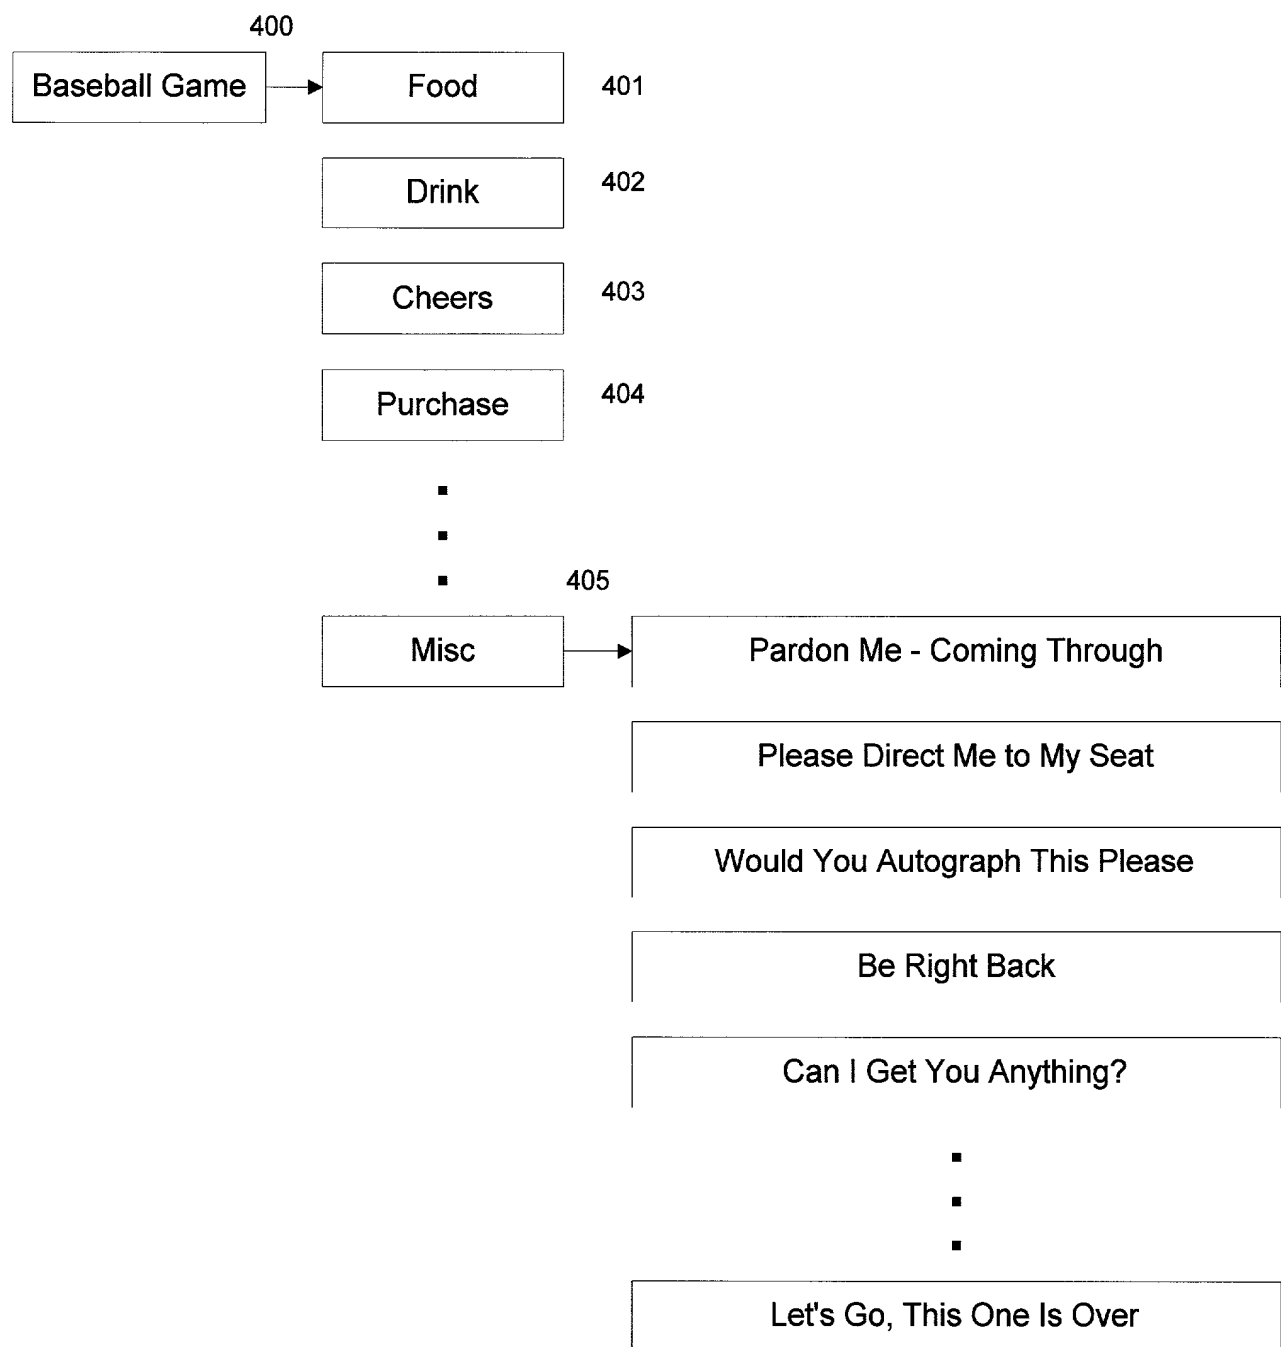 400
Baseball Game
Food
401
Drink
402
Cheers
403
Purchase
404
405
Misc
Pardon Me - Coming Through
Please Direct Me to My Seat
Would You Autograph This Please
Be Right Back
Can I Get You Anything?
Let's Go, This One Is Over